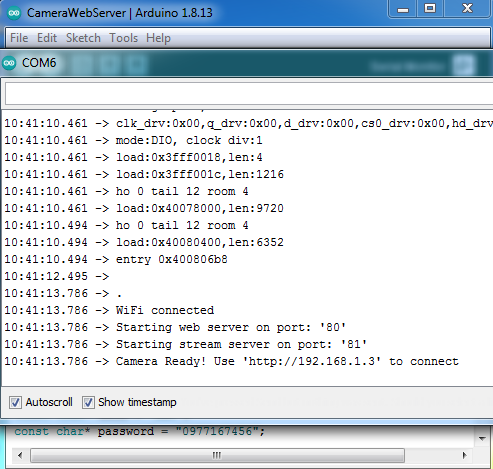 CameraWebServer | Arduino 1.8.13
File Edit Sketch Tools Help
COM6
10:41:10.461 -> clk_drv:0x00,q_drv:0x00,d_drv:0x00,cs0_drv:0x00,hd_drv
10:41:10.461 -> mode:DIO, clock div:1
10:41:10.461 -> load:0x3fff0018,len:4
10:41:10.461 -> load:0x3fff001c,len:1216
10:41:10.461 -> ho 0 tail 12 room 4
10:41:10.461 -> load:0x40078000,len:9720
10:41:10.494 -> ho 0 tail 12 room 4
10:41:10.494 -> load:0x40080400,len:6352
10:41:10.494 -> entry 0x400806b8
10:41:12.495 ->
10:41:13.786 -> .
10:41:13.786 -> WiFi connected
10:41:13.786 -> Starting web server on port: '80'
10:41:13.786 -> Starting stream server on port: '81'
10:41:13.786 -> Camera Ready! Use 'http://192.168.1.3' to connect
Autoscroll Show timestamp
const char* password = "0977167456";